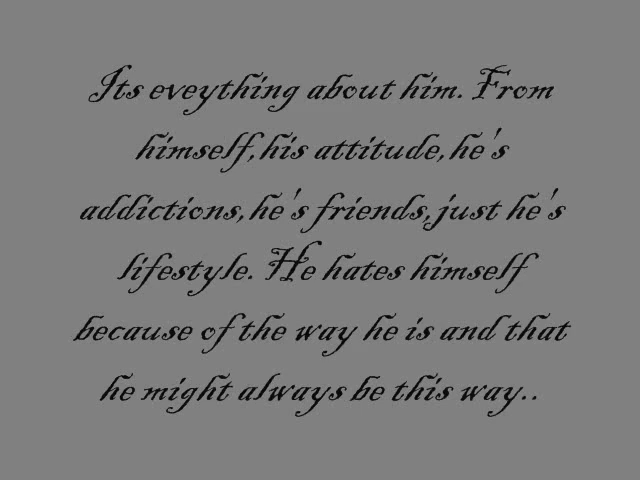 Its eveything about him. From
himself,his attitude,he's
addictions,he's friends,just he's
lifestyle. He hates himself
because of the way he is and that
he might always be this way..